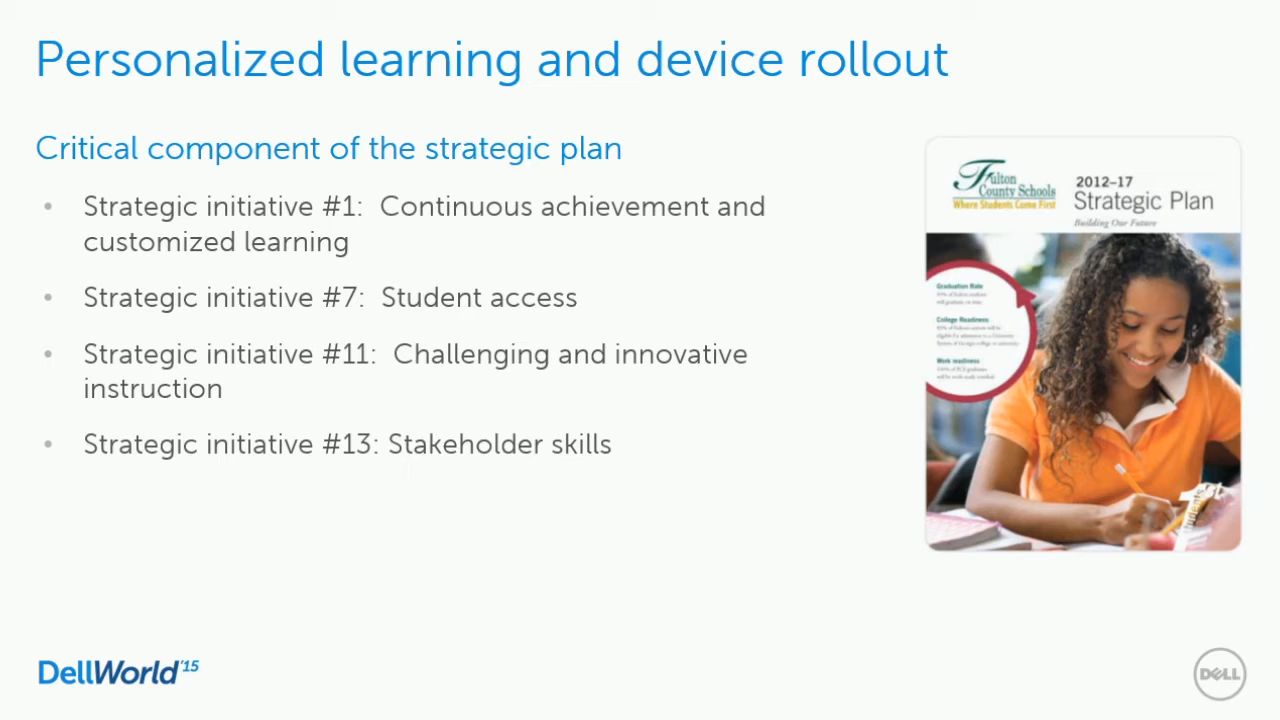 Personalized learning and device rollout
Critical component of the strategic plan
• Strategic initiative #1:  Continuous achievement and
customized learning
• Strategic initiative #7:  Student access
• Strategic initiative #11:  Challenging and innovative
instruction
• Strategic initiative #13: Stakeholder skills
Fulton
County Schools
Where Students Come First
2012–17
Strategic Plan
Building Our Future
Graduation Rate
College Readiness
Work readiness
DellWorld'15
DELL